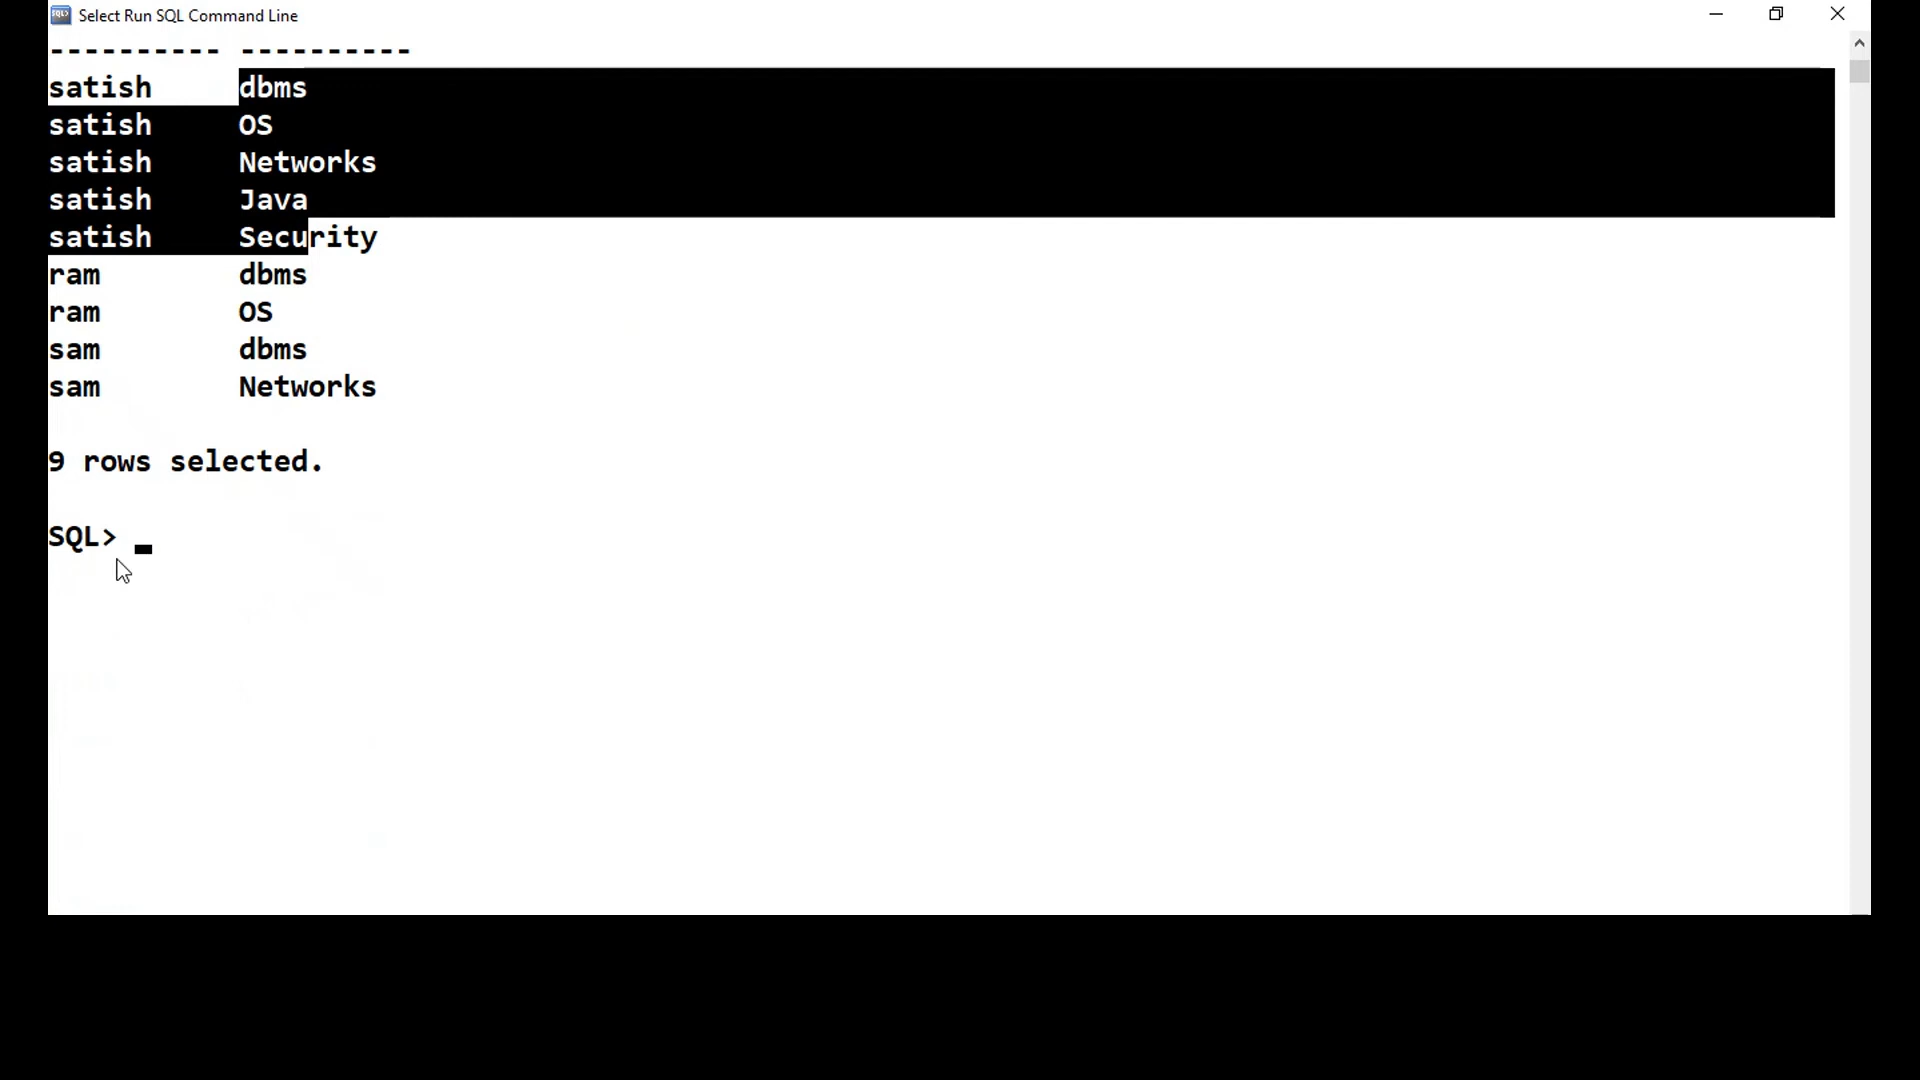 Select Run SQL Command Line
---------- ----------
satish dbms
satish OS
satish Networks
satish Java
satish Security
ram dbms
ram OS
sam dbms
sam Networks
9 rows selected.
SQL> _